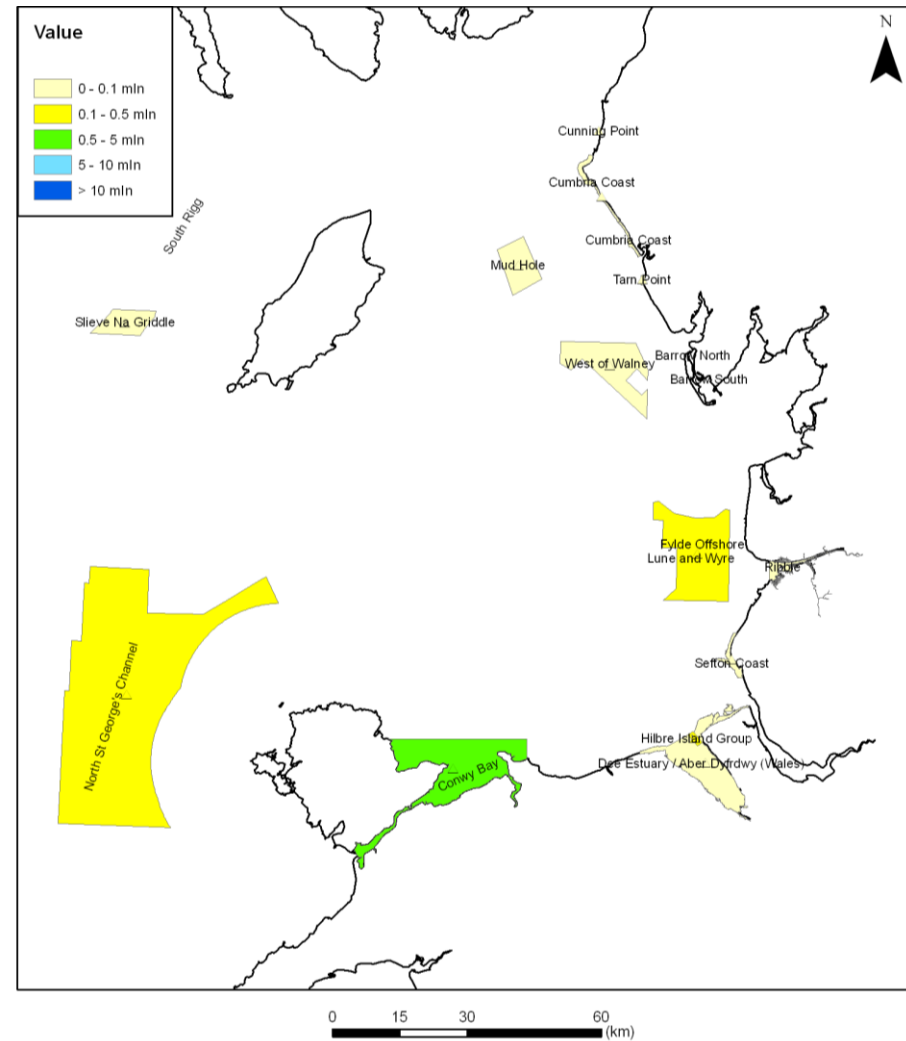 Value
0 - 0.1 mln
0.1 - 0.5 mln
0.5 - 5 mln
5 - 10 mln
> 10 mln
N
Cunning Point
Cumbria Coast
South Rigg
Cumbria Coast
Mud Hole
Tarn Point
Slieve Na Griddle
Barrow North
West of Walney
Barrow South
Fylde Offshore
Lune and Wyre
Ribble
Sefton Coast
North St George's Channel
Hilbre Island Group
Dee Estuary / Aber Dyfrdwy (Wales)
Conwy Bay
0 15 30 60
(km)